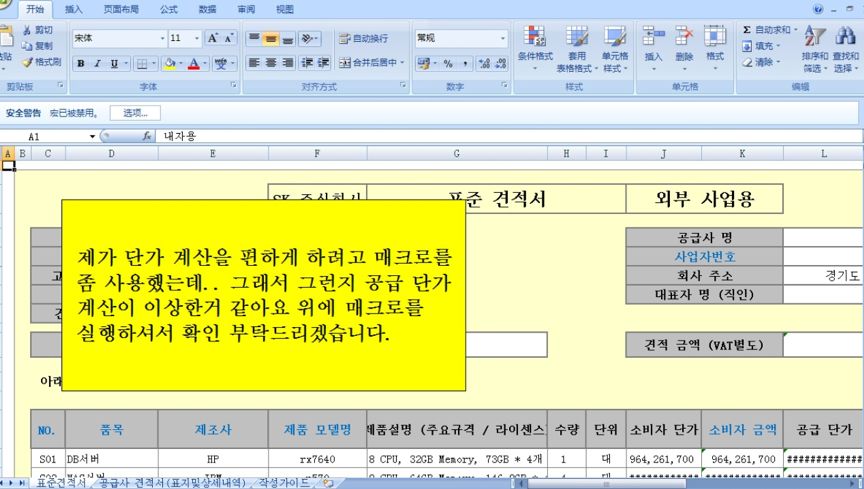 开始 插入 页面布局 公式 数据 审阅 视图
剪切
复制
格式刷
剪贴板
宋体 11
B I U
字体
自动换行
合并后居中
对齐方式
常规
数字
条件格式 套用 表格格式 单元格 样式
样式
插入 删除 格式
单元格
Σ 自动求和
填充
清除
排序和 筛选 查找和 选择
编辑
安全警告 宏已被禁用。 选项...
A1 fx 내자용
A B C D E F G H I J K L
표준 견적서 외부 사업용
공급사 명
사업자번호
회사 주소 경기도
대표자 명 (직인)
견적 금액 (VAT별도)
제가 단가 계산을 편하게 하려고 매크로를
좀 사용했는데.. 그래서 그런지 공급 단가
계산이 이상한거 같아요 위에 매크로를
실행하셔서 확인 부탁드리겠습니다.
아래
NO. 품목 제조사 제품 모델명 제품설명 (주요규격 / 라이센스 수량 단위 소비자 단가 소비자 금액 공급 단가
S01 DB서버 HP rx7640 8 CPU, 32GB Memory, 73GB * 4개 1 대 964,261,700 964,261,700 #############
표준견적서 공급사 견적서(표지및상세내역) 작성가이드